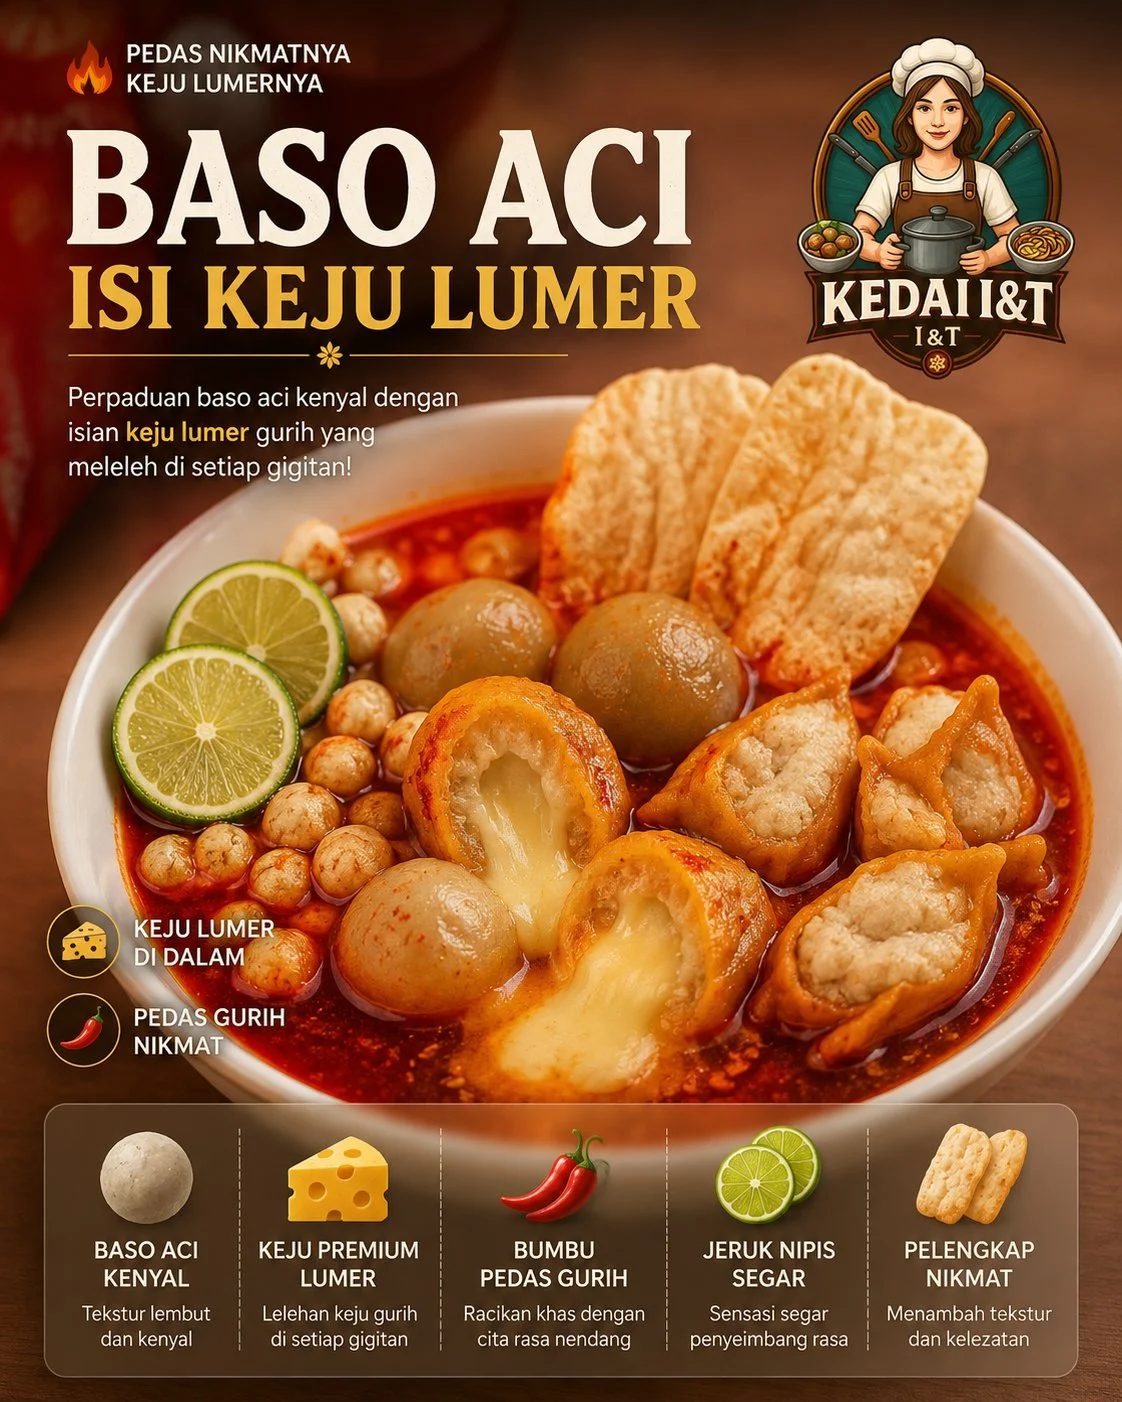 PEDAS NIKMATNYA
KEJU LUMERNYA
BASO ACI
ISI KEJU LUMER
Perpaduan baso aci kenyal dengan
isian keju lumer gurih yang
meleleh di setiap gigitan!
KEDAI I&T
I&T
KEJU LUMER
DI DALAM
PEDAS GURIH
NIKMAT
BASO ACI
KENYAL
Tekstur lembut
dan kenyal
KEJU PREMIUM
LUMER
Lelehan keju gurih
di setiap gigitan
BUMBU
PEDAS GURIH
Racikan khas dengan
cita rasa nendang
JERUK NIPIS
SEGAR
Sensasi segar
penyeimbang rasa
PELENGKAP
NIKMAT
Menambah tekstur
dan kelezatan